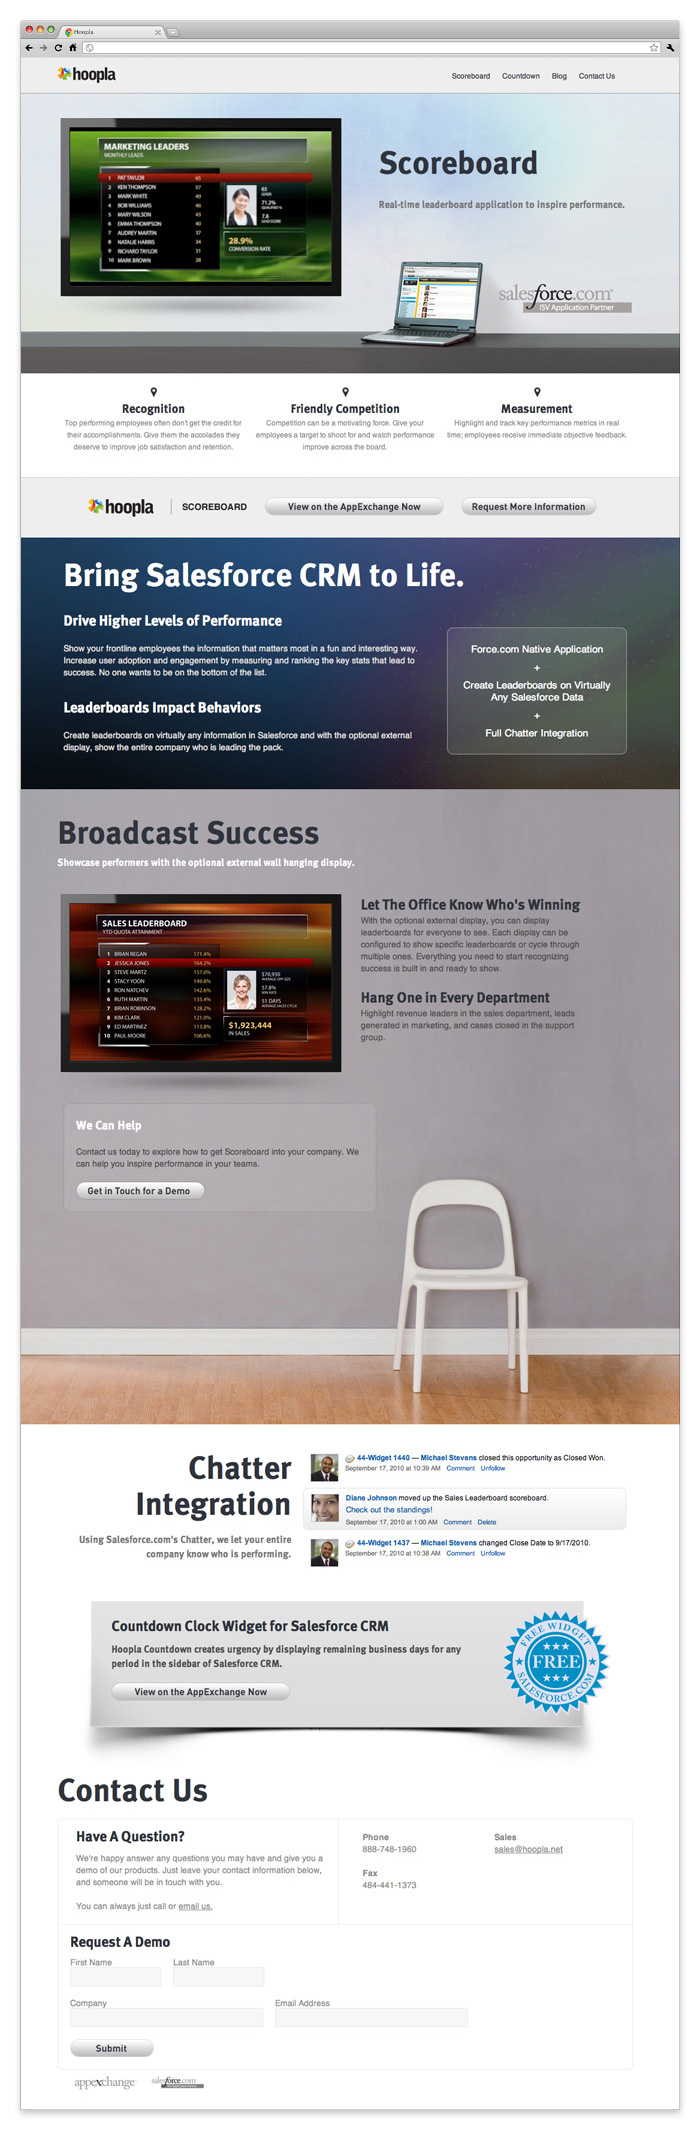 Hoopla
hoopla
Scoreboard Countdown Blog Contact Us
MARKETING LEADERS
MONTHLY LEADS
1 PAT TAYLOR 65
2 KEN THOMPSON 57
3 MARK WHITE 49
4 BOB WILLIAMS 46
5 MARY WILSON 43
6 EMMA THOMPSON 40
7 AUDREY MARTIN 37
8 NATALIE HARRIS 34
9 RICHARD TAYLOR 31
10 MARK BROWN 28
65
LEADS
71.2%
QUALIFIED %
7.8
LEAD SCORE
28.9%
CONVERSION RATE
Scoreboard
Real-time leaderboard application to inspire performance.
salesforce.com
ISV Application Partner
Recognition
Top performing employees often don't get the credit for
their accomplishments. Give them the accolades they
deserve to improve job satisfaction and retention.
Friendly Competition
Competition can be a motivating force. Give your
employees a target to shoot for and watch performance
improve across the board.
Measurement
Highlight and track key performance metrics in real
time; employees receive immediate objective feedback.
hoopla SCOREBOARD View on the AppExchange Now Request More Information
Bring Salesforce CRM to Life.
Drive Higher Levels of Performance
Show your frontline employees the information that matters most in a fun and interesting way.
Increase user adoption and engagement by measuring and ranking the key stats that lead to
success. No one wants to be on the bottom of the list.
Leaderboards Impact Behaviors
Create leaderboards on virtually any information in Salesforce and with the optional external
display, show the entire company who is leading the pack.
Force.com Native Application
+
Create Leaderboards on Virtually
Any Salesforce Data
+
Full Chatter Integration
Broadcast Success
Showcase performers with the optional external wall hanging display.
SALES LEADERBOARD
YTD QUOTA ATTAINMENT
1 BRIAN REGAN 171.4%
2 JESSICA JONES 164.2%
3 STEVE MARTZ 157.0%
4 STACY YOON 149.8%
5 RON NATCHEV 142.6%
6 RUTH MARTIN 135.4%
7 BRIAN ROBINSON 128.2%
8 KIM CLARK 121.0%
9 ED MARTINEZ 113.8%
10 PAUL MOORE 106.6%
$70,930
AVERAGE OPP SIZE
57.8%
WIN RATE
51 DAYS
AVERAGE SALES CYCLE
$1,923,444
IN SALES
Let The Office Know Who's Winning
With the optional external display, you can display
leaderboards for everyone to see. Each display can be
configured to show specific leaderboards or cycle through
multiple ones. Everything you need to start recognizing
success is built in and ready to show.
Hang One in Every Department
Highlight revenue leaders in the sales department, leads
generated in marketing, and cases closed in the support
group.
We Can Help
Contact us today to explore how to get Scoreboard into your company. We
can help you inspire performance in your teams.
Get in Touch for a Demo
Chatter
Integration
Using Salesforce.com's Chatter, we let your entire
company know who is performing.
44-Widget 1440 — Michael Stevens closed this opportunity as Closed Won.
September 17, 2010 at 10:39 AM Comment Unfollow
Diane Johnson moved up the Sales Leaderboard scoreboard.
Check out the standings!
September 17, 2010 at 1:00 AM Comment Delete
44-Widget 1437 — Michael Stevens changed Close Date to 9/17/2010.
September 17, 2010 at 10:38 AM Comment Unfollow
Countdown Clock Widget for Salesforce CRM
Hoopla Countdown creates urgency by displaying remaining business days for any
period in the sidebar of Salesforce CRM.
View on the AppExchange Now
FREE WIDGET
FREE
SALESFORCE.COM
Contact Us
Have A Question?
We're happy answer any questions you may have and give you a
demo of our products. Just leave your contact information below,
and someone will be in touch with you.
You can always just call or email us.
Phone
888-748-1960
Fax
484-441-1373
Sales
sales@hoopla.net
Request A Demo
First Name Last Name
Company Email Address
Submit
appexchange salesforce.com